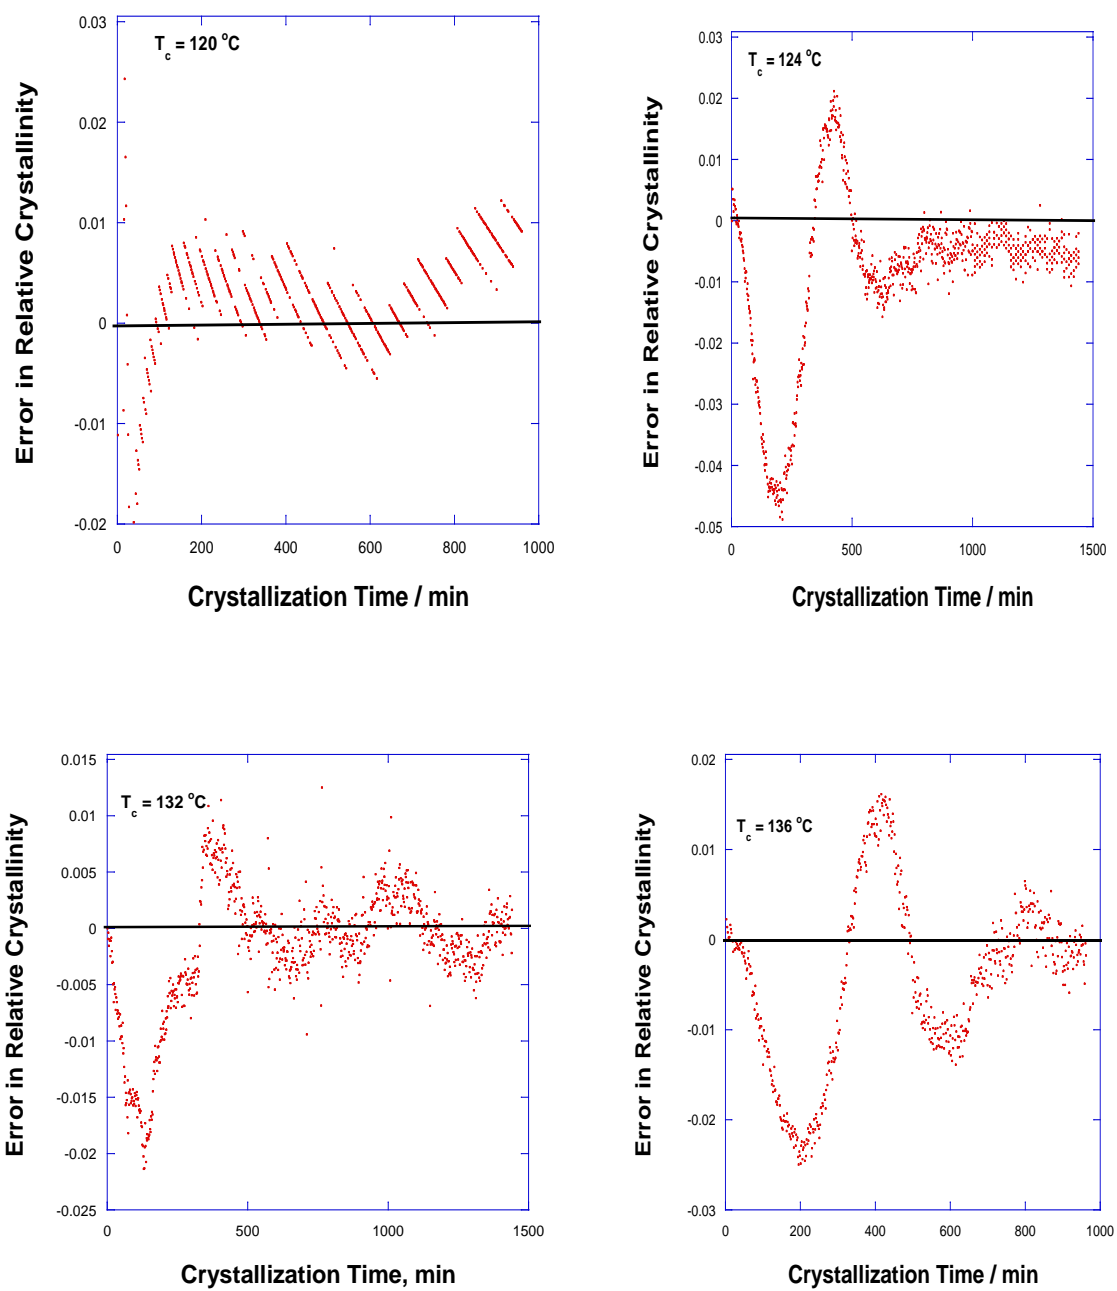 0.03
0.02
0.01
0
-0.01
-0.02
Error in Relative Crystallinity
Tc = 120 °C
0 200 400 600 800 1000
Crystallization Time / min
0.03
0.02
0.01
0
-0.01
-0.02
-0.03
-0.04
-0.05
Error in Relative Crystallinity
Tc = 124 °C
0 500 1000 1500
Crystallization Time / min
0.015
0.01
0.005
0
-0.005
-0.01
-0.015
-0.02
-0.025
Error in Relative Crystallinity
Tc = 132 °C
0 500 1000 1500
Crystallization Time, min
0.02
0.01
0
-0.01
-0.02
-0.03
Error in Relative Crystallinity
Tc = 136 °C
0 200 400 600 800 1000
Crystallization Time / min